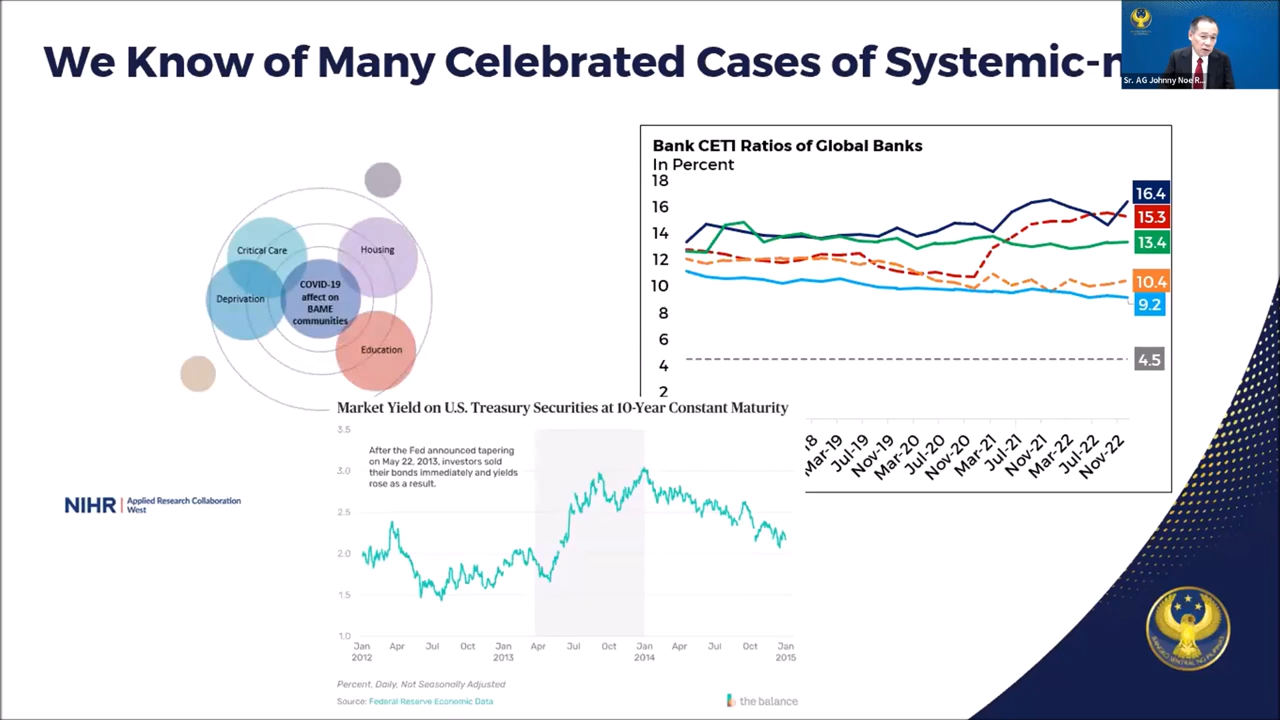 We Know of Many Celebrated Cases of Systemic-
Sr. AG Johnny Noe R...
Critical Care
Housing
Deprivation
COVID-19
affect on
BAME
communities
Education
NIHR | Applied Research Collaboration
West
Bank CET1 Ratios of Global Banks
In Percent
18
16
14
12
10
8
6
4
2
16.4
15.3
13.4
10.4
9.2
4.5
Mar-19
Jul-19
Nov-19
Mar-20
Jul-20
Nov-20
Mar-21
Jul-21
Nov-21
Mar-22
Jul-22
Nov-22
Market Yield on U.S. Treasury Securities at 10-Year Constant Maturity
3.5
3.0
2.5
2.0
1.5
1.0
After the Fed announced tapering
on May 22, 2013, investors sold
their bonds immediately and yields
rose as a result.
Jan Apr Jul Oct Jan Apr Jul Oct Jan Apr Jul Oct Jan
2012 2013 2014 2015
Percent, Daily, Not Seasonally Adjusted
Source: Federal Reserve Economic Data
the balance
BANGKO SENTRAL NG PILIPINAS